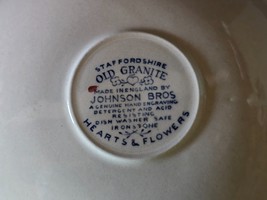 STAFFORDSHIRE
OLD GRANITE
MADE IN ENGLAND BY
JOHNSON BROS
A GENUINE HAND ENGRAVING
DETERGENT AND ACID
RESISTING
DISH WASHER SAFE
IRONSTONE
HEARTS & FLOWERS